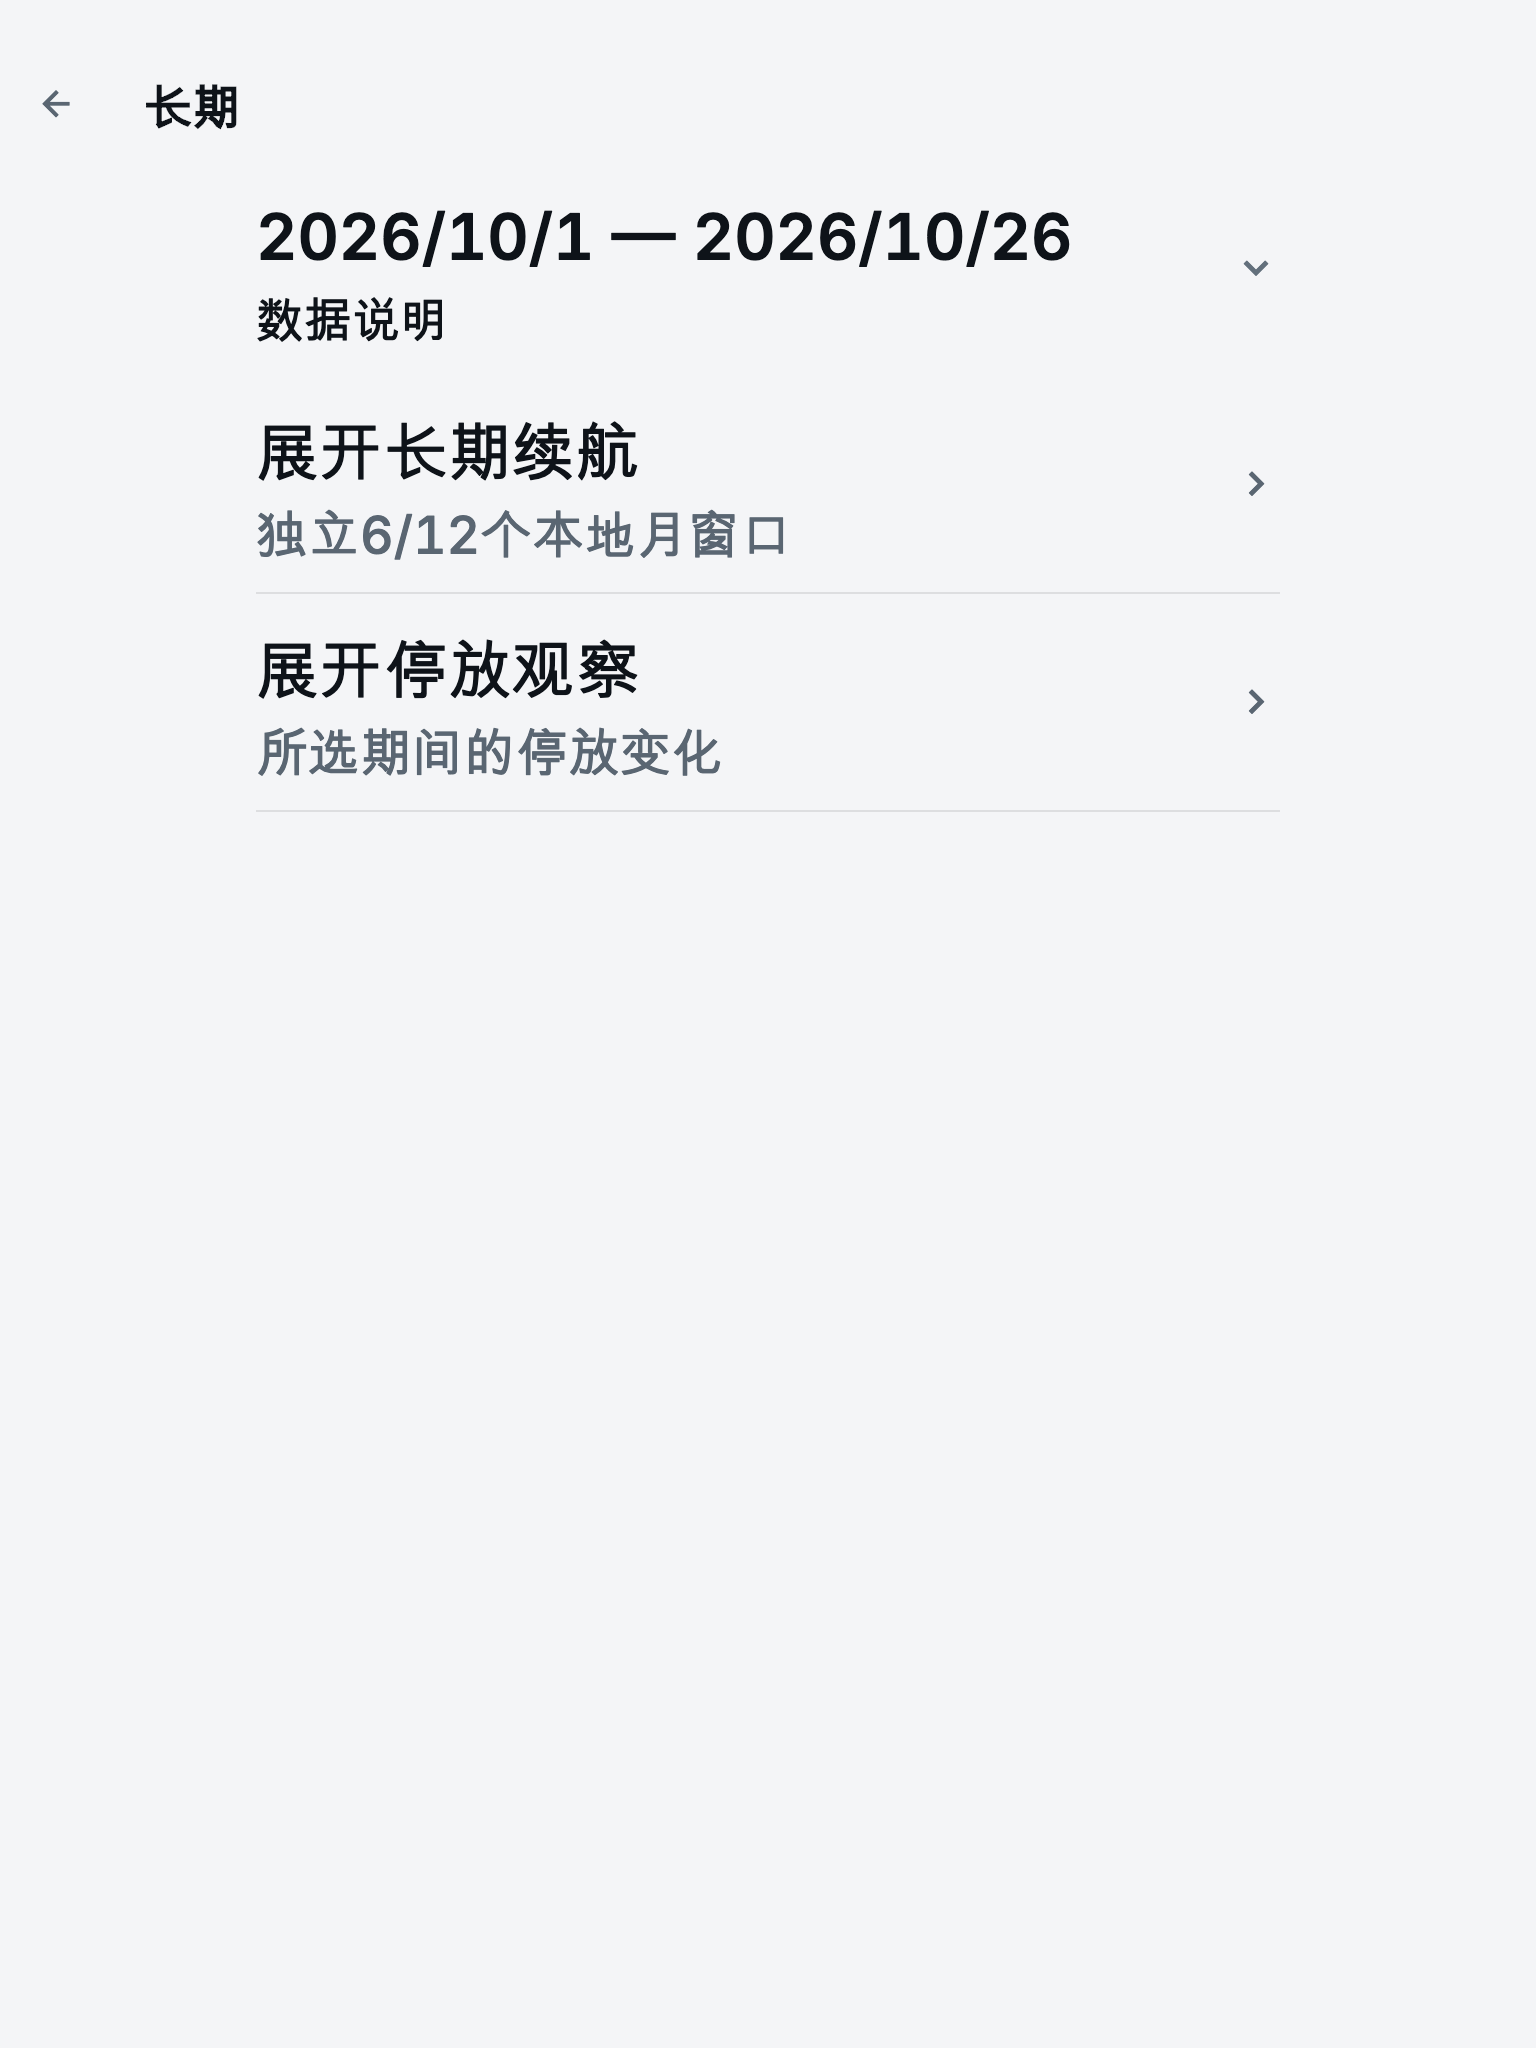 长期
2026/10/1 — 2026/10/26
数据说明
展开长期续航
独立6/12个本地月窗口
展开停放观察
所选期间的停放变化